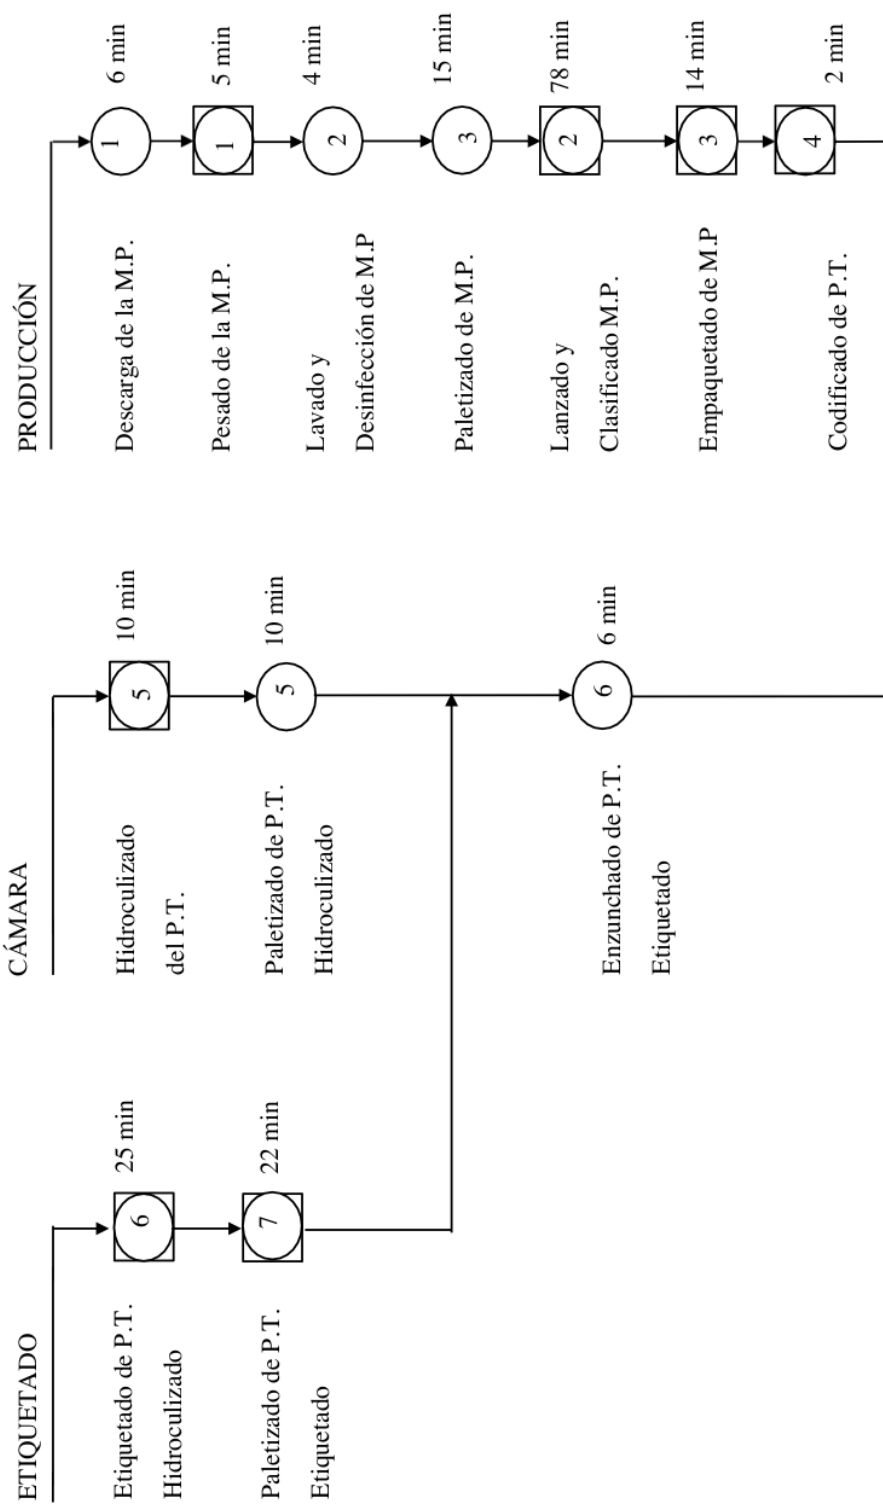 ETIQUETADO
Etiquetado de P.T.
Hidroculizado
6
25 min
Paletizado de P.T.
Etiquetado
7
22 min
CÁMARA
Hidroculizado
del P.T.
5
10 min
Paletizado de P.T.
Hidroculizado
5
10 min
Enzunchado de P.T.
Etiquetado
6
6 min
PRODUCCIÓN
Descarga de la M.P.
1
6 min
Pesado de la M.P.
1
5 min
Lavado y
Desinfección de M.P
2
4 min
Paletizado de M.P.
3
15 min
Lanzado y
Clasificado M.P.
2
78 min
Empaquetado de M.P
3
14 min
Codificado de P.T.
4
2 min